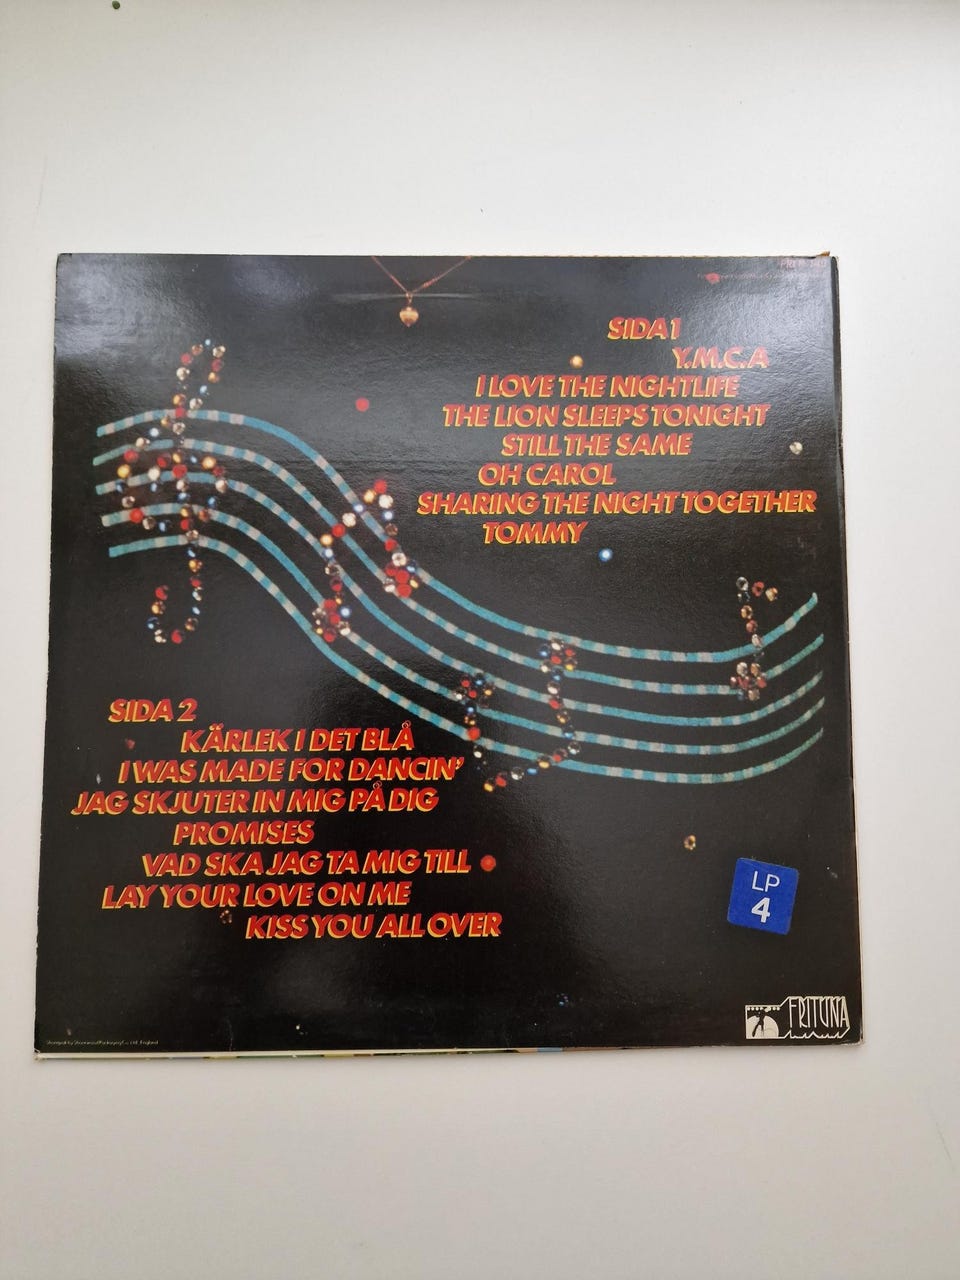 SIDA 1
Y.M.C.A
I LOVE THE NIGHTLIFE
THE LION SLEEPS TONIGHT
STILL THE SAME
OH CAROL
SHARING THE NIGHT TOGETHER
TOMMY
SIDA 2
KÄRLEK I DET BLÅ
I WAS MADE FOR DANCIN'
JAG SKJUTER IN MIG PÅ DIG
PROMISES
VAD SKA JAG TA MIG TILL
LAY YOUR LOVE ON ME
KISS YOU ALL OVER
LP
4
FRITUNA